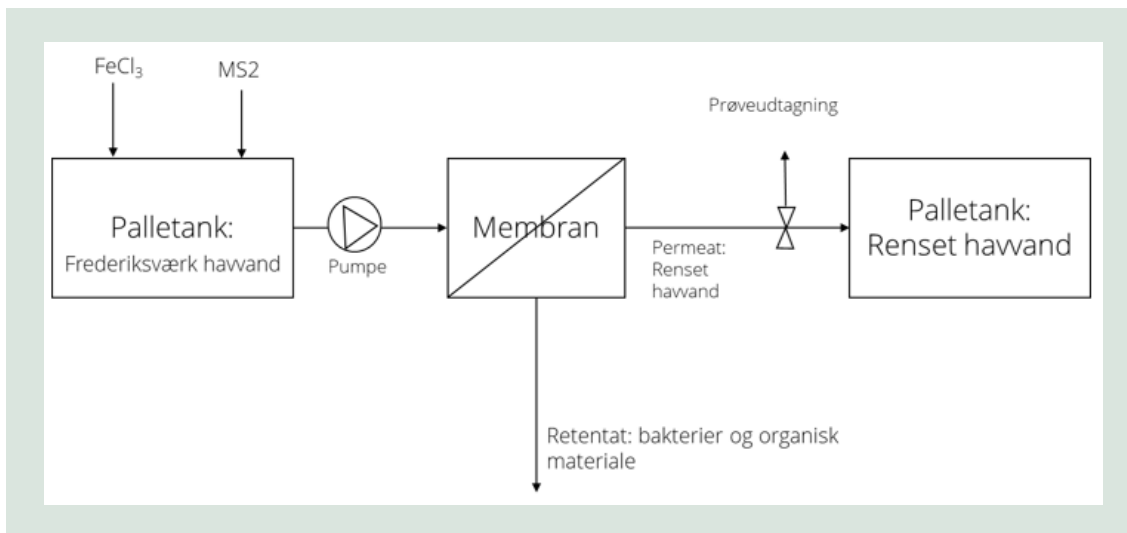 FeCl₃
MS2
Prøveudtagning
Palletank:
Frederiksværk havvand
Pumpe
Membran
Permeat:
Renset
havvand
Palletank:
Renset havvand
Retentat: bakterier og organisk
materiale